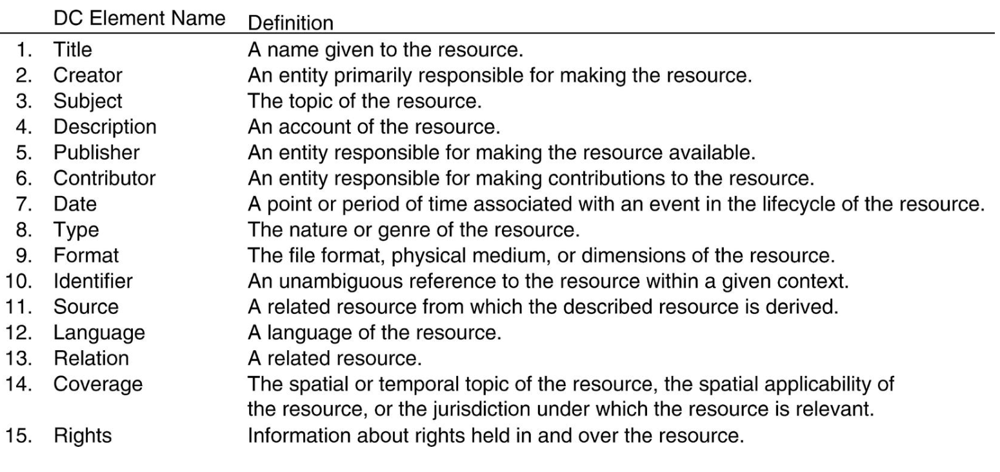 DC Element Name Definition
1. Title A name given to the resource.
2. Creator An entity primarily responsible for making the resource.
3. Subject The topic of the resource.
4. Description An account of the resource.
5. Publisher An entity responsible for making the resource available.
6. Contributor An entity responsible for making contributions to the resource.
7. Date A point or period of time associated with an event in the lifecycle of the resource.
8. Type The nature or genre of the resource.
9. Format The file format, physical medium, or dimensions of the resource.
10. Identifier An unambiguous reference to the resource within a given context.
11. Source A related resource from which the described resource is derived.
12. Language A language of the resource.
13. Relation A related resource.
14. Coverage The spatial or temporal topic of the resource, the spatial applicability of
the resource, or the jurisdiction under which the resource is relevant.
15. Rights Information about rights held in and over the resource.